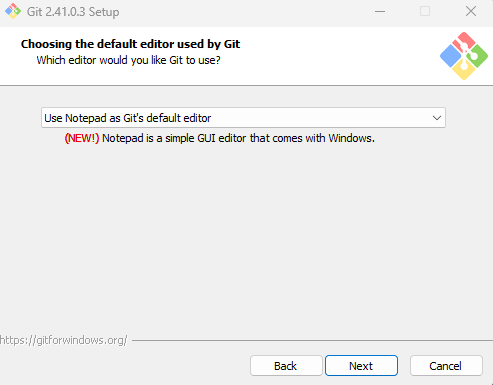 Git 2.41.0.3 Setup
Choosing the default editor used by Git
Which editor would you like Git to use?
Use Notepad as Git's default editor
(NEW!) Notepad is a simple GUI editor that comes with Windows.
https://gitforwindows.org/
Back Next Cancel